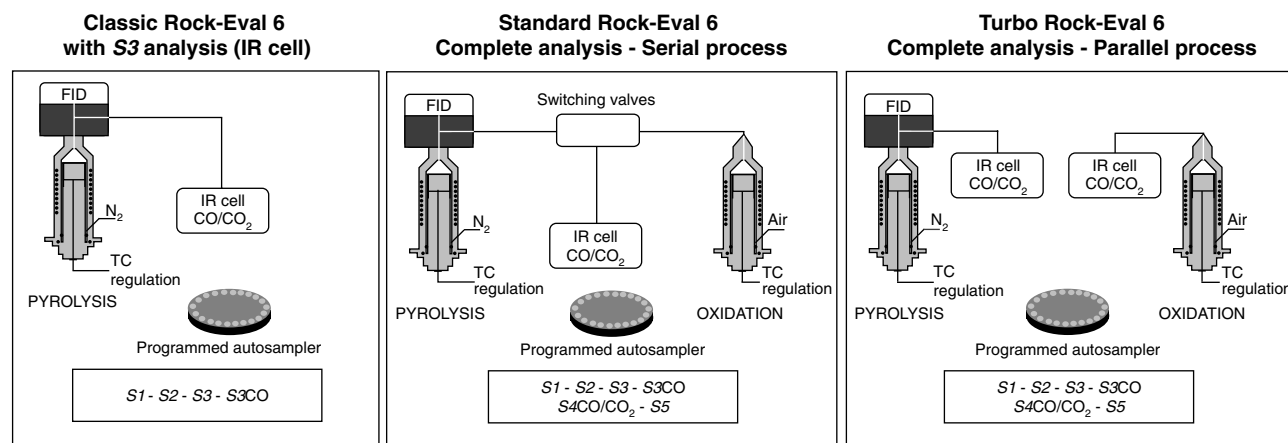 Classic Rock-Eval 6
with S3 analysis (IR cell)
FID
IR cell
CO/CO₂
N₂
TC
regulation
PYROLYSIS
Programmed autosampler
S1 - S2 - S3 - S3CO
Standard Rock-Eval 6
Complete analysis - Serial process
FID
Switching valves
N₂
IR cell
CO/CO₂
Air
TC
regulation
TC
regulation
PYROLYSIS
OXIDATION
Programmed autosampler
S1 - S2 - S3 - S3CO
S4CO/CO₂ - S5
Turbo Rock-Eval 6
Complete analysis - Parallel process
FID
IR cell
CO/CO₂
IR cell
CO/CO₂
N₂
Air
TC
regulation
TC
regulation
PYROLYSIS
OXIDATION
Programmed autosampler
S1 - S2 - S3 - S3CO
S4CO/CO₂ - S5